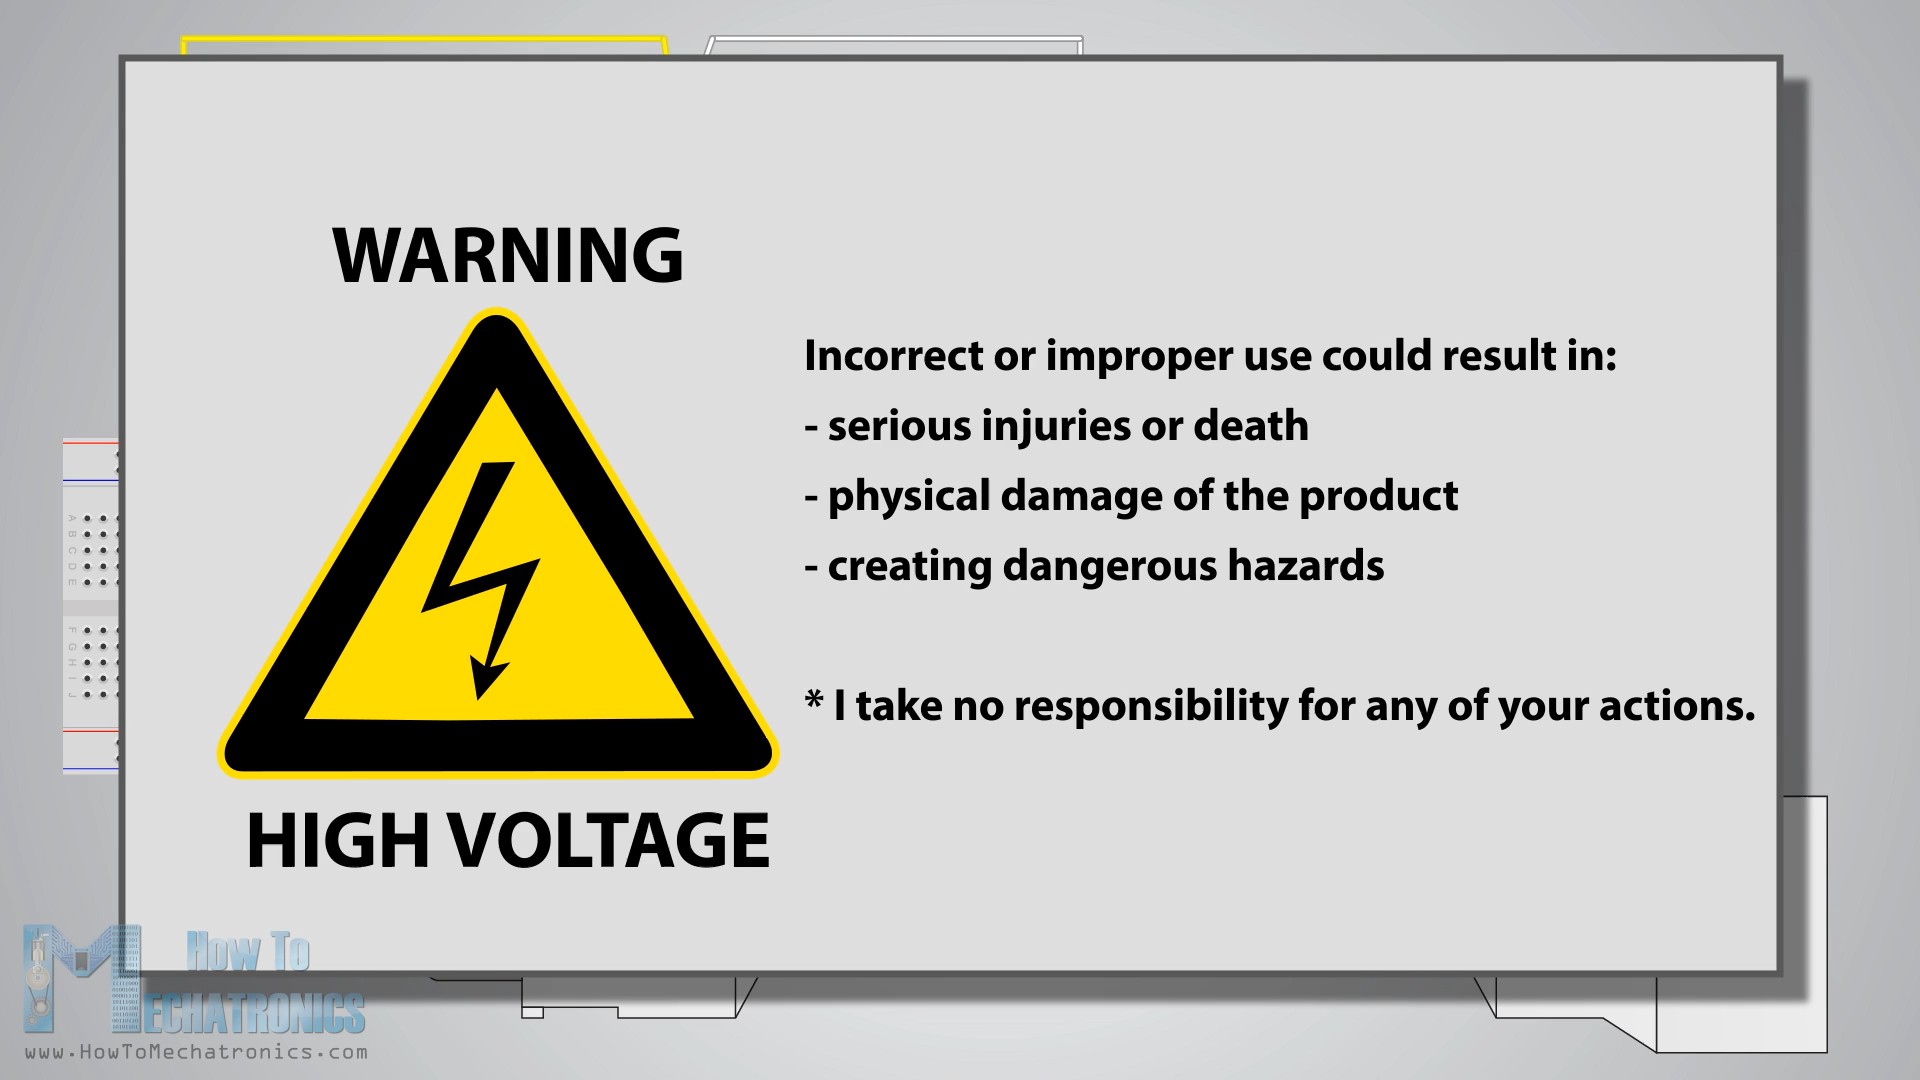 WARNING
HIGH VOLTAGE
Incorrect or improper use could result in:
- serious injuries or death
- physical damage of the product
- creating dangerous hazards
* I take no responsibility for any of your actions.
A
B
C
D
E
F
G
H
I
J
How To
MECHATRONICS
www.HowToMechatronics.com